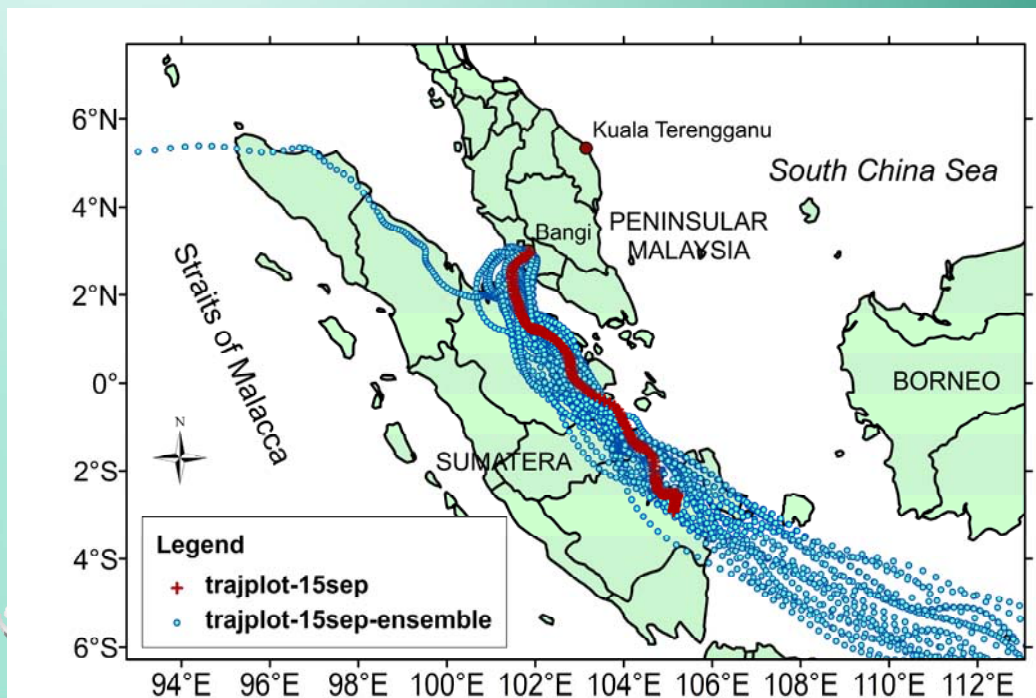 6°N
4°N
2°N
0°
2°S
4°S
6°S
Kuala Terengganu
South China Sea
Bangi
PENINSULAR
MALAYSIA
Straits of Malacca
BORNEO
SUMATERA
N
Legend
trajplot-15sep
trajplot-15sep-ensemble
94°E 96°E 98°E 100°E 102°E 104°E 106°E 108°E 110°E 112°E